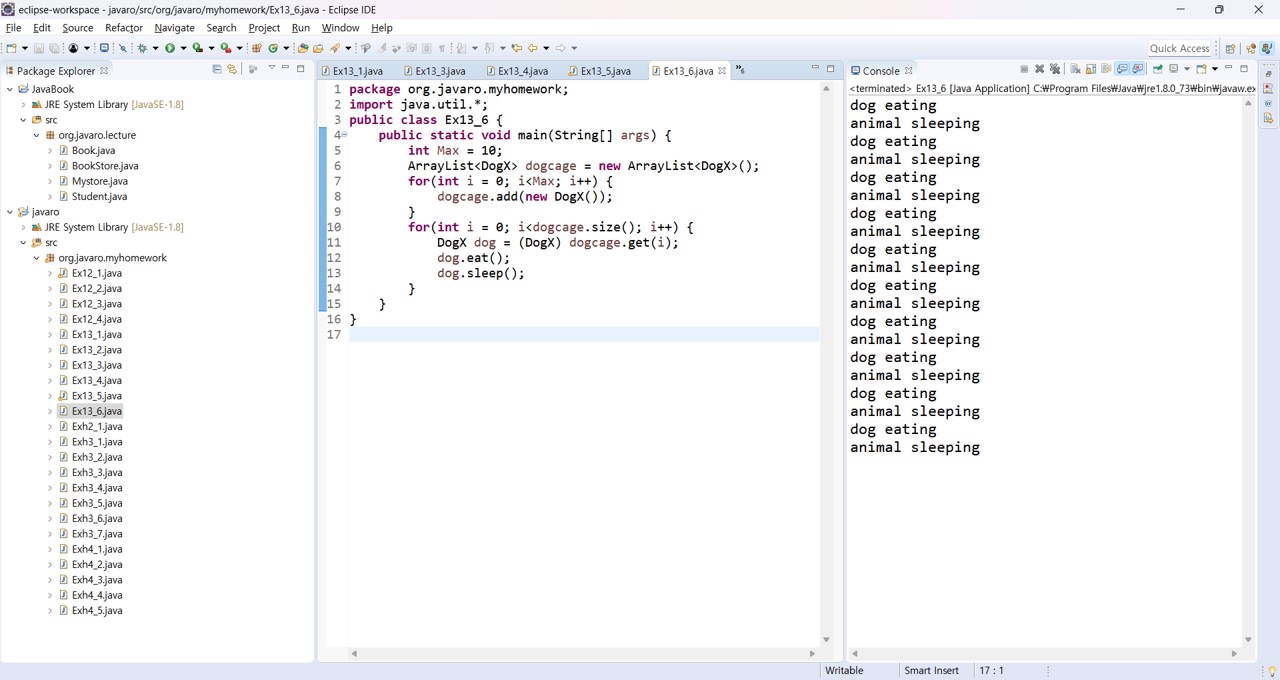 eclipse-workspace - javaro/src/org/javaro/myhomework/Ex13_6.java - Eclipse IDE
File Edit Source Refactor Navigate Search Project Run Window Help
Quick Access
Package Explorer
JavaBook
JRE System Library [JavaSE-1.8]
src
org.javaro.lecture
Book.java
BookStore.java
Mystore.java
Student.java
javaro
JRE System Library [JavaSE-1.8]
src
org.javaro.myhomework
Ex12_1.java
Ex12_2.java
Ex12_3.java
Ex12_4.java
Ex13_1.java
Ex13_2.java
Ex13_3.java
Ex13_4.java
Ex13_5.java
Ex13_6.java
Exh2_1.java
Exh3_1.java
Exh3_2.java
Exh3_3.java
Exh3_4.java
Exh3_5.java
Exh3_6.java
Exh3_7.java
Exh4_1.java
Exh4_2.java
Exh4_3.java
Exh4_4.java
Exh4_5.java
Ex13_1.java Ex13_3.java Ex13_4.java Ex13_5.java Ex13_6.java »6
1 package org.javaro.myhomework;
2 import java.util.*;
3 public class Ex13_6 {
4 public static void main(String[] args) {
5 int Max = 10;
6 ArrayList<DogX> dogcage = new ArrayList<DogX>();
7 for(int i = 0; i<Max; i++) {
8 dogcage.add(new DogX());
9 }
10 for(int i = 0; i<dogcage.size(); i++) {
11 DogX dog = (DogX) dogcage.get(i);
12 dog.eat();
13 dog.sleep();
14 }
15 }
16 }
17
Console
<terminated> Ex13_6 [Java Application] C:₩Program Files₩Java₩jre1.8.0_73₩bin₩javaw.ex
dog eating
animal sleeping
dog eating
animal sleeping
dog eating
animal sleeping
dog eating
animal sleeping
dog eating
animal sleeping
dog eating
animal sleeping
dog eating
animal sleeping
dog eating
animal sleeping
dog eating
animal sleeping
dog eating
animal sleeping
Writable Smart Insert 17 : 1